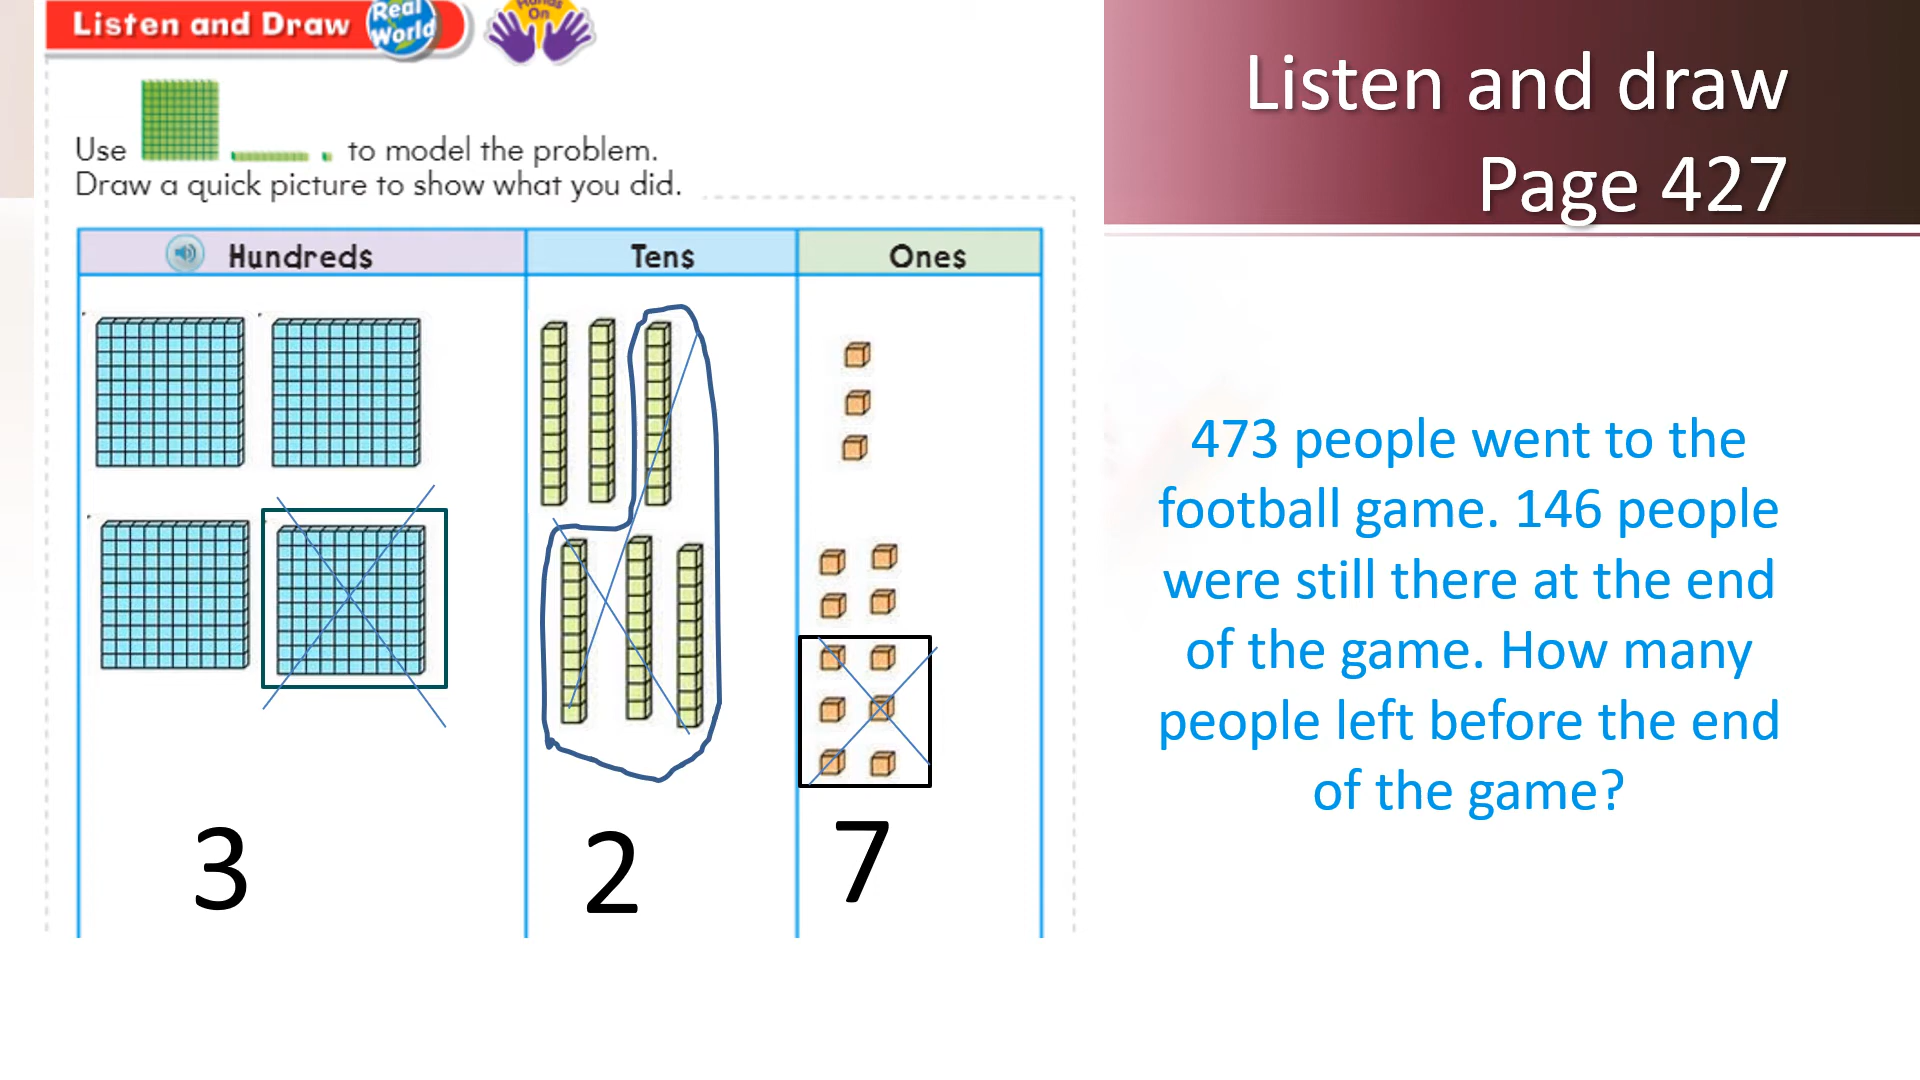 Listen and Draw
Real
World
Hands
On
Use to model the problem.
Draw a quick picture to show what you did.
Hundreds Tens Ones
3 2 7
Listen and draw
Page 427
473 people went to the
football game. 146 people
were still there at the end
of the game. How many
people left before the end
of the game?